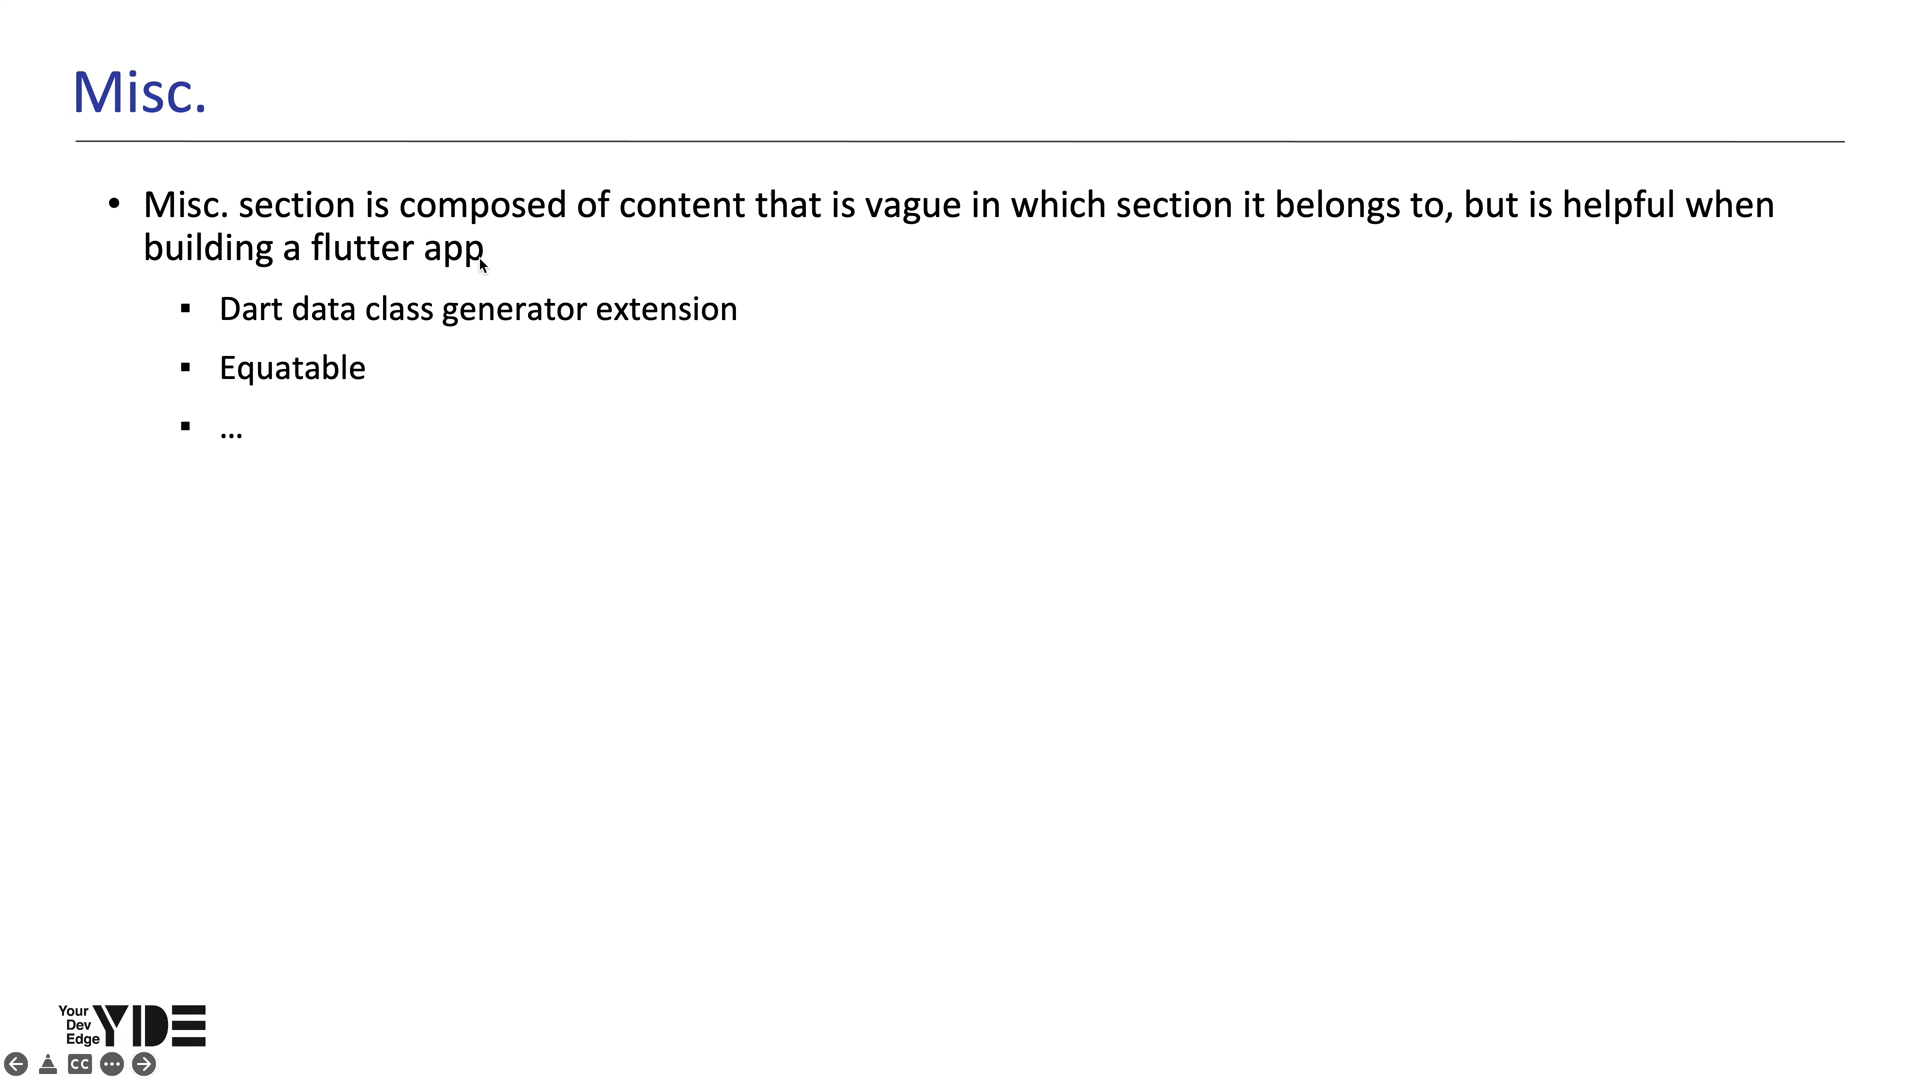 Misc.
• Misc. section is composed of content that is vague in which section it belongs to, but is helpful when
building a flutter app
▪ Dart data class generator extension
▪ Equatable
▪ ...
Your
Dev
Edge
YDE
CC